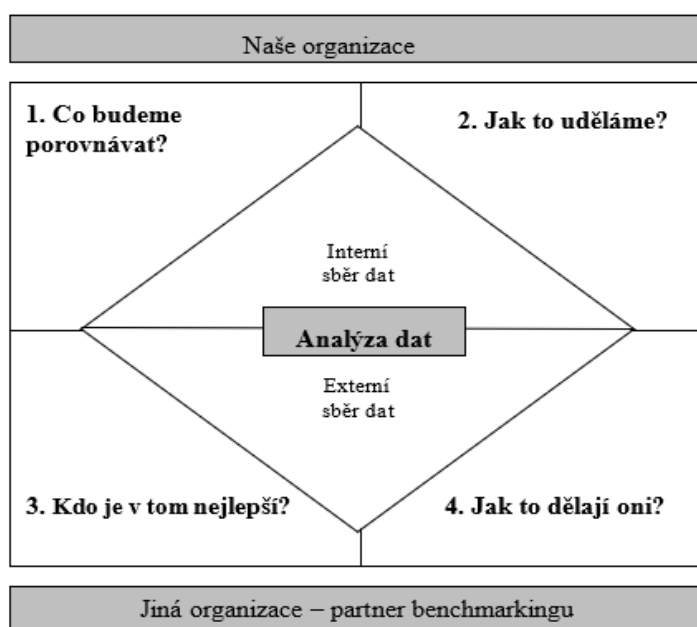 Naše organizace
1. Co budeme
porovnávat?
2. Jak to uděláme?
Interní
sběr dat
Analýza dat
Externí
sběr dat
3. Kdo je v tom nejlepší?
4. Jak to dělají oni?
Jiná organizace – partner benchmarkingu